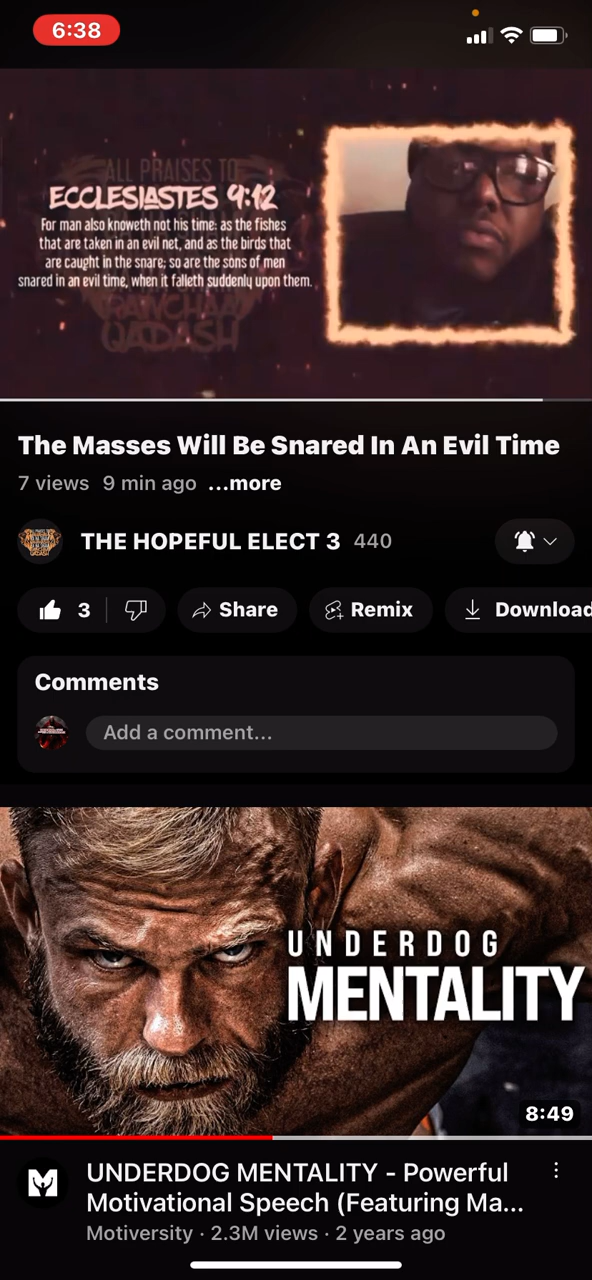 6:38
ALL PRAISES TO
ECCLESIASTES 9:12
For man also knoweth not his time: as the fishes
that are taken in an evil net, and as the birds that
are caught in the snare; so are the sons of men
snared in an evil time, when it falleth suddenly upon them.
QADASH
The Masses Will Be Snared In An Evil Time
7 views 9 min ago ...more
THE HOPEFUL ELECT 3 440
3 Share Remix Download
Comments
Add a comment...
UNDERDOG
MENTALITY
8:49
UNDERDOG MENTALITY - Powerful
Motivational Speech (Featuring Ma...
Motiversity · 2.3M views · 2 years ago